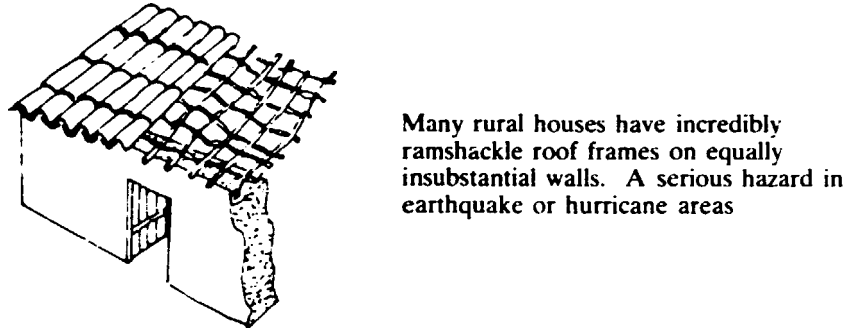 Many rural houses have incredibly
ramshackle roof frames on equally
insubstantial walls. A serious hazard in
earthquake or hurricane areas